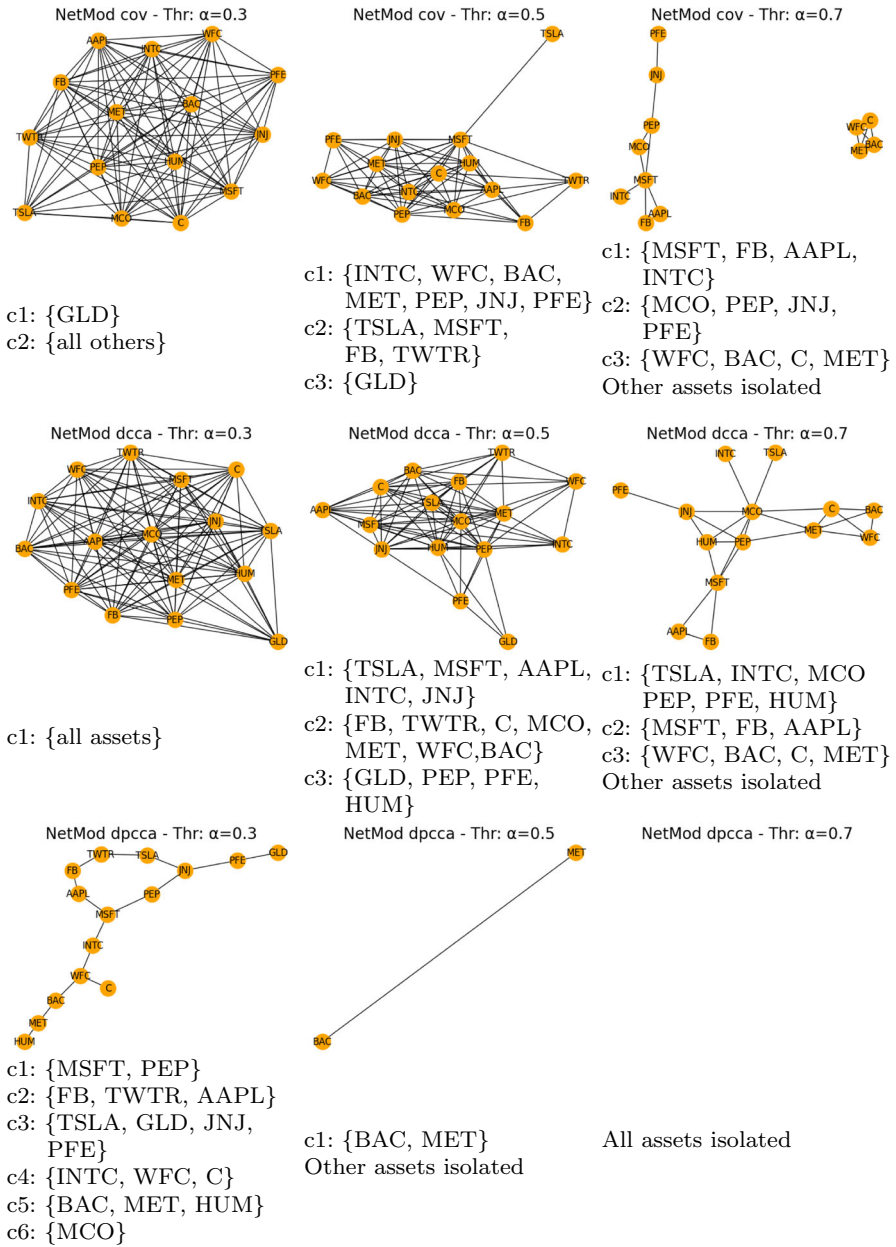 NetMod cov - Thr: α=0.3
WFC
AAPL
INTC
PFE
FB
BAC
MET
TWTR
JNJ
HUM
PEP
MSFT
TSLA
MCO
C
c1: {GLD}
c2: {all others}
NetMod cov - Thr: α=0.5
TSLA
PFE
JNJ
MSFT
MET
HUM
C
WFC
TWTR
BAC
INTC
AAPL
PEP
MCO
FB
c1: {INTC, WFC, BAC,
MET, PEP, JNJ, PFE}
c2: {TSLA, MSFT,
FB, TWTR}
c3: {GLD}
NetMod cov - Thr: α=0.7
PFE
JNJ
PEP
C
WFC
MCO
BAC
MET
MSFT
INTC
AAPL
FB
c1: {MSFT, FB, AAPL,
INTC}
c2: {MCO, PEP, JNJ,
PFE}
c3: {WFC, BAC, C, MET}
Other assets isolated
NetMod dcca - Thr: α=0.3
TWTR
WFC
C
MSFT
INTC
JNJ
TSLA
MCO
AAPL
BAC
HUM
MET
PFE
FB
PEP
GLD
c1: {all assets}
NetMod dcca - Thr: α=0.5
TWTR
BAC
FB
WFC
C
TSLA
AAPL
MET
MSFT
MCO
JNJ
HUM
PEP
INTC
PFE
GLD
c1: {TSLA, MSFT, AAPL,
INTC, JNJ}
c2: {FB, TWTR, C, MCO,
MET, WFC,BAC}
c3: {GLD, PEP, PFE,
HUM}
NetMod dcca - Thr: α=0.7
INTC
TSLA
PFE
JNJ
MCO
C
BAC
MET
HUM
PEP
WFC
MSFT
AAPL
FB
c1: {TSLA, INTC, MCO
PEP, PFE, HUM}
c2: {MSFT, FB, AAPL}
c3: {WFC, BAC, C, MET}
Other assets isolated
NetMod dpcca - Thr: α=0.3
TWTR
TSLA
GLD
PFE
FB
JNJ
AAPL
PEP
MSFT
INTC
WFC
C
BAC
MET
HUM
c1: {MSFT, PEP}
c2: {FB, TWTR, AAPL}
c3: {TSLA, GLD, JNJ,
PFE}
c4: {INTC, WFC, C}
c5: {BAC, MET, HUM}
c6: {MCO}
NetMod dpcca - Thr: α=0.5
MET
BAC
c1: {BAC, MET}
Other assets isolated
NetMod dpcca - Thr: α=0.7
All assets isolated